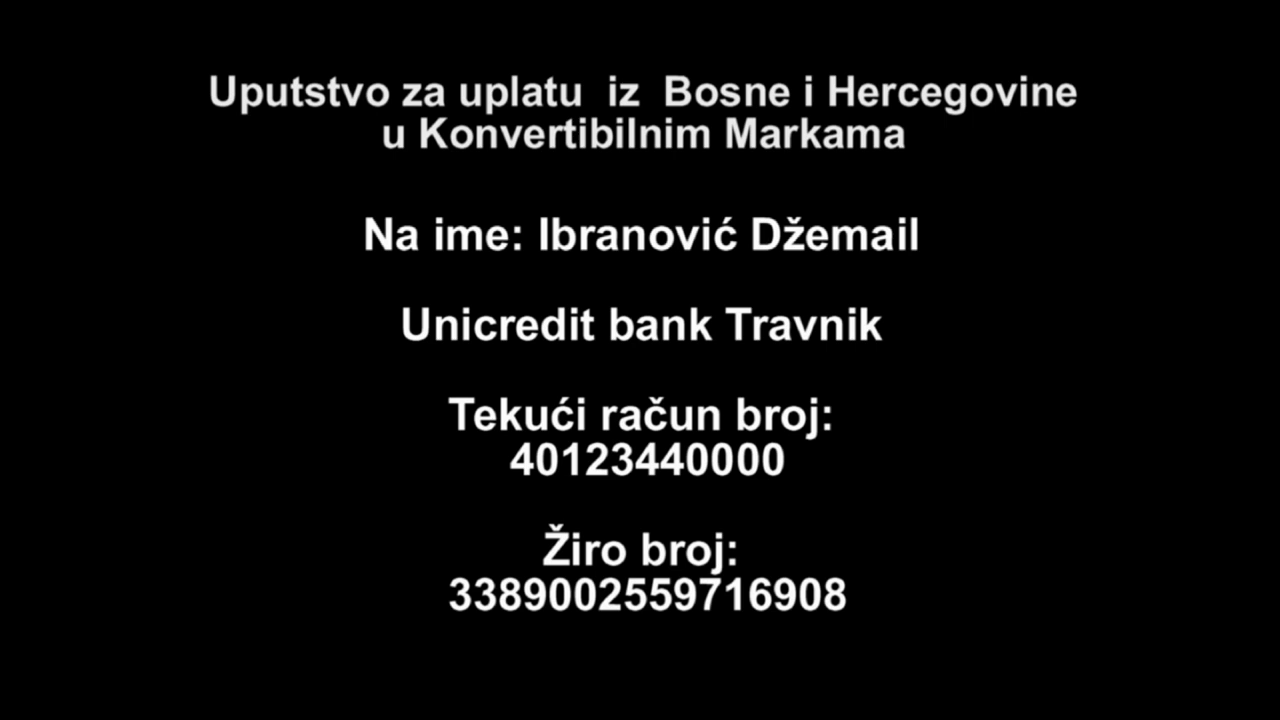 Uputstvo za uplatu iz Bosne i Hercegovine
u Konvertibilnim Markama
Na ime: Ibranović Džemail
Unicredit bank Travnik
Tekući račun broj:
40123440000
Žiro broj:
3389002559716908